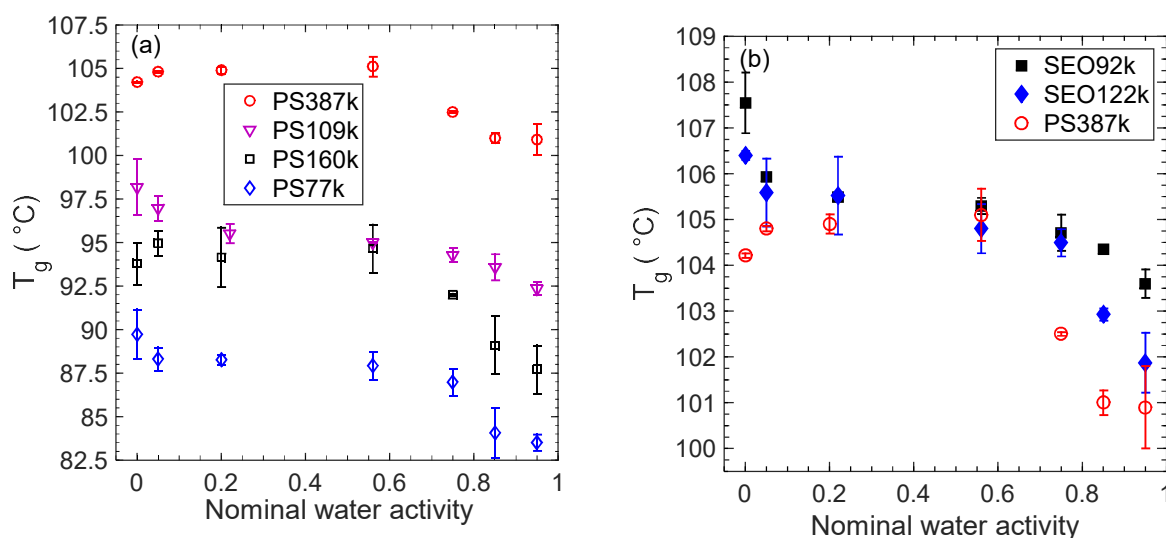 (a)
107.5
105
102.5
100
97.5
95
92.5
90
87.5
85
82.5
T_g ( °C)
PS387k
PS109k
PS160k
PS77k
0 0.2 0.4 0.6 0.8 1
Nominal water activity
(b)
109
108
107
106
105
104
103
102
101
100
T_g ( °C)
SEO92k
SEO122k
PS387k
0 0.2 0.4 0.6 0.8 1
Nominal water activity